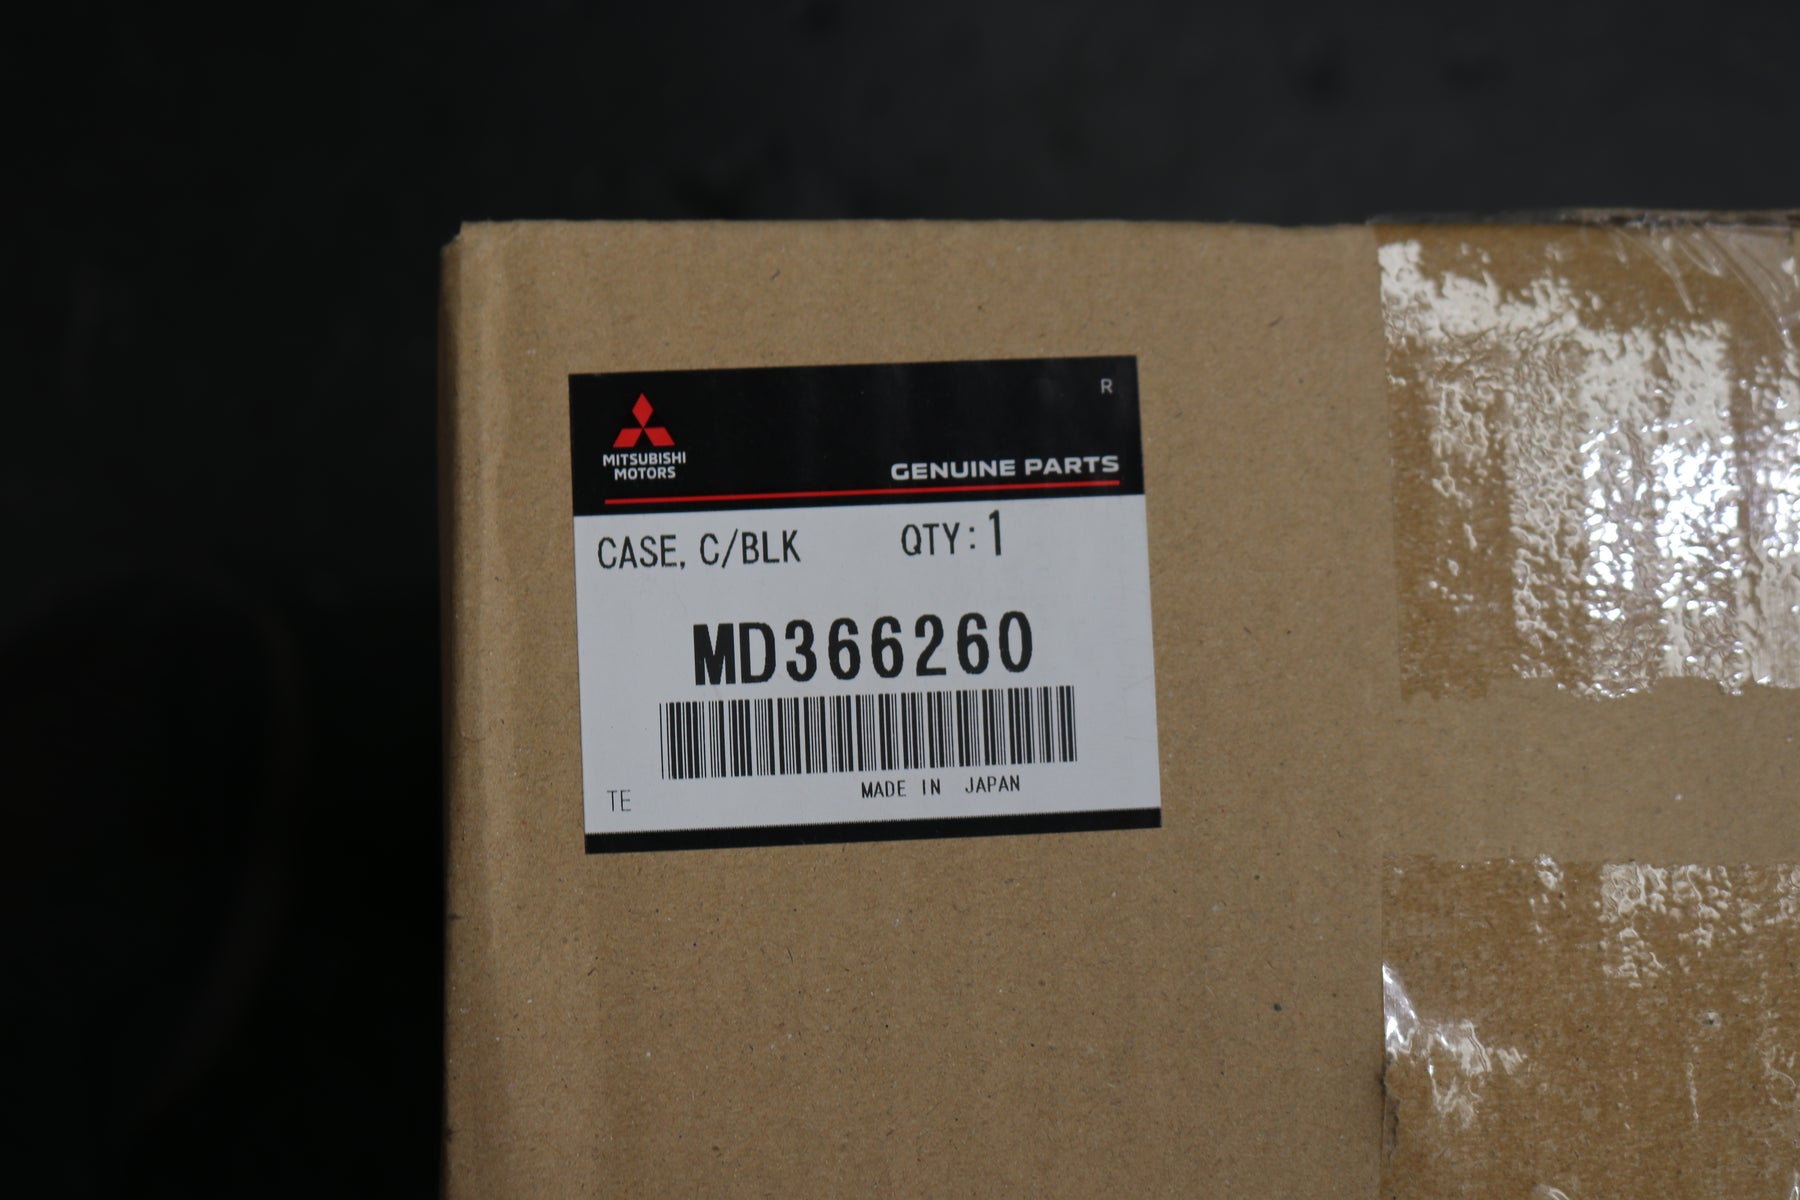 R
MITSUBISHI
MOTORS
GENUINE PARTS
CASE, C/BLK QTY: 1
MD366260
TE
MADE IN JAPAN